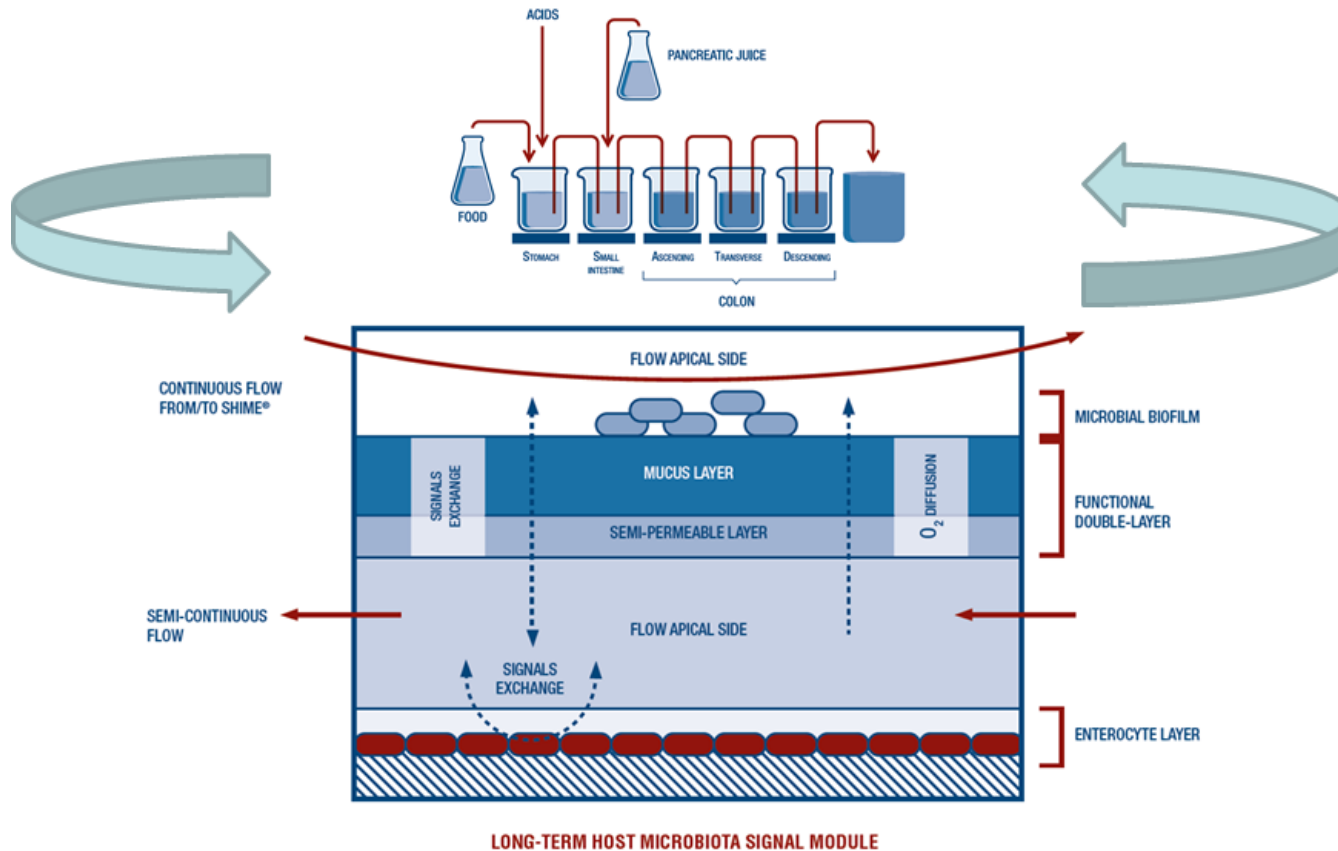 ACIDS
PANCREATIC JUICE
FOOD
STOMACH
SMALL
INTESTINE
ASCENDING
TRANSVERSE
DESCENDING
COLON
FLOW APICAL SIDE
CONTINUOUS FLOW
FROM/TO SHIME®
MICROBIAL BIOFILM
SIGNALS
EXCHANGE
MUCUS LAYER
O2 DIFFUSION
FUNCTIONAL
DOUBLE-LAYER
SEMI-PERMEABLE LAYER
SEMI-CONTINUOUS
FLOW
FLOW APICAL SIDE
SIGNALS
EXCHANGE
ENTEROCYTE LAYER
LONG-TERM HOST MICROBIOTA SIGNAL MODULE